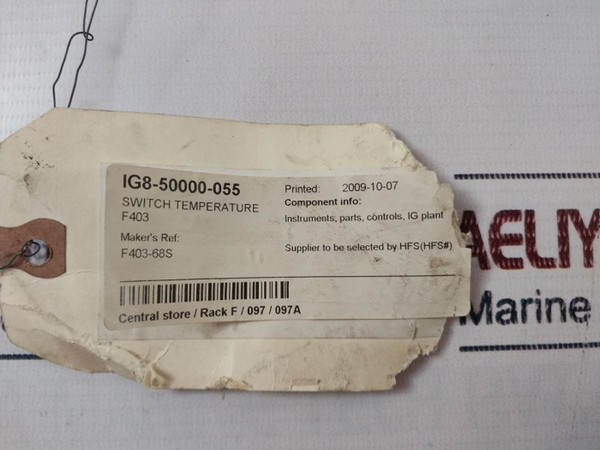 IG8-50000-055
SWITCH TEMPERATURE
F403
Maker's Ref:
F403-68S
Printed: 2009-10-07
Component info:
Instruments, parts, controls, IG plant
Supplier to be selected by HFS(HFS#)
Central store / Rack F / 097 / 097A
AELIY
Marine